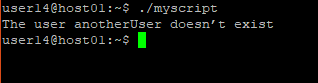 user14@host01:~$ ./myscript
The user anotherUser doesn’t exist
user14@host01:~$